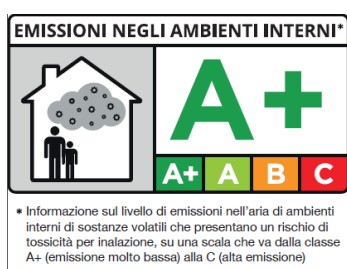 EMISSIONI NEGLI AMBIENTI INTERNI*
A+
A+ A B C
* Informazione sul livello di emissioni nell'aria di ambienti
interni di sostanze volatili che presentano un rischio di
tossicità per inalazione, su una scala che va dalla classe
A+ (emissione molto bassa) alla C (alta emissione)